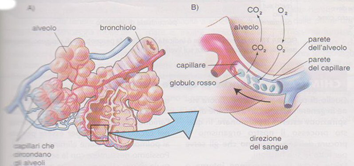 A)
alveolo
bronchiolo
capillari che
circondano
gli alveoli
B)
CO2
O2
alveolo
CO2
O2
parete
dell'alveolo
parete
del capillare
capillare
globulo rosso
direzione
del sangue